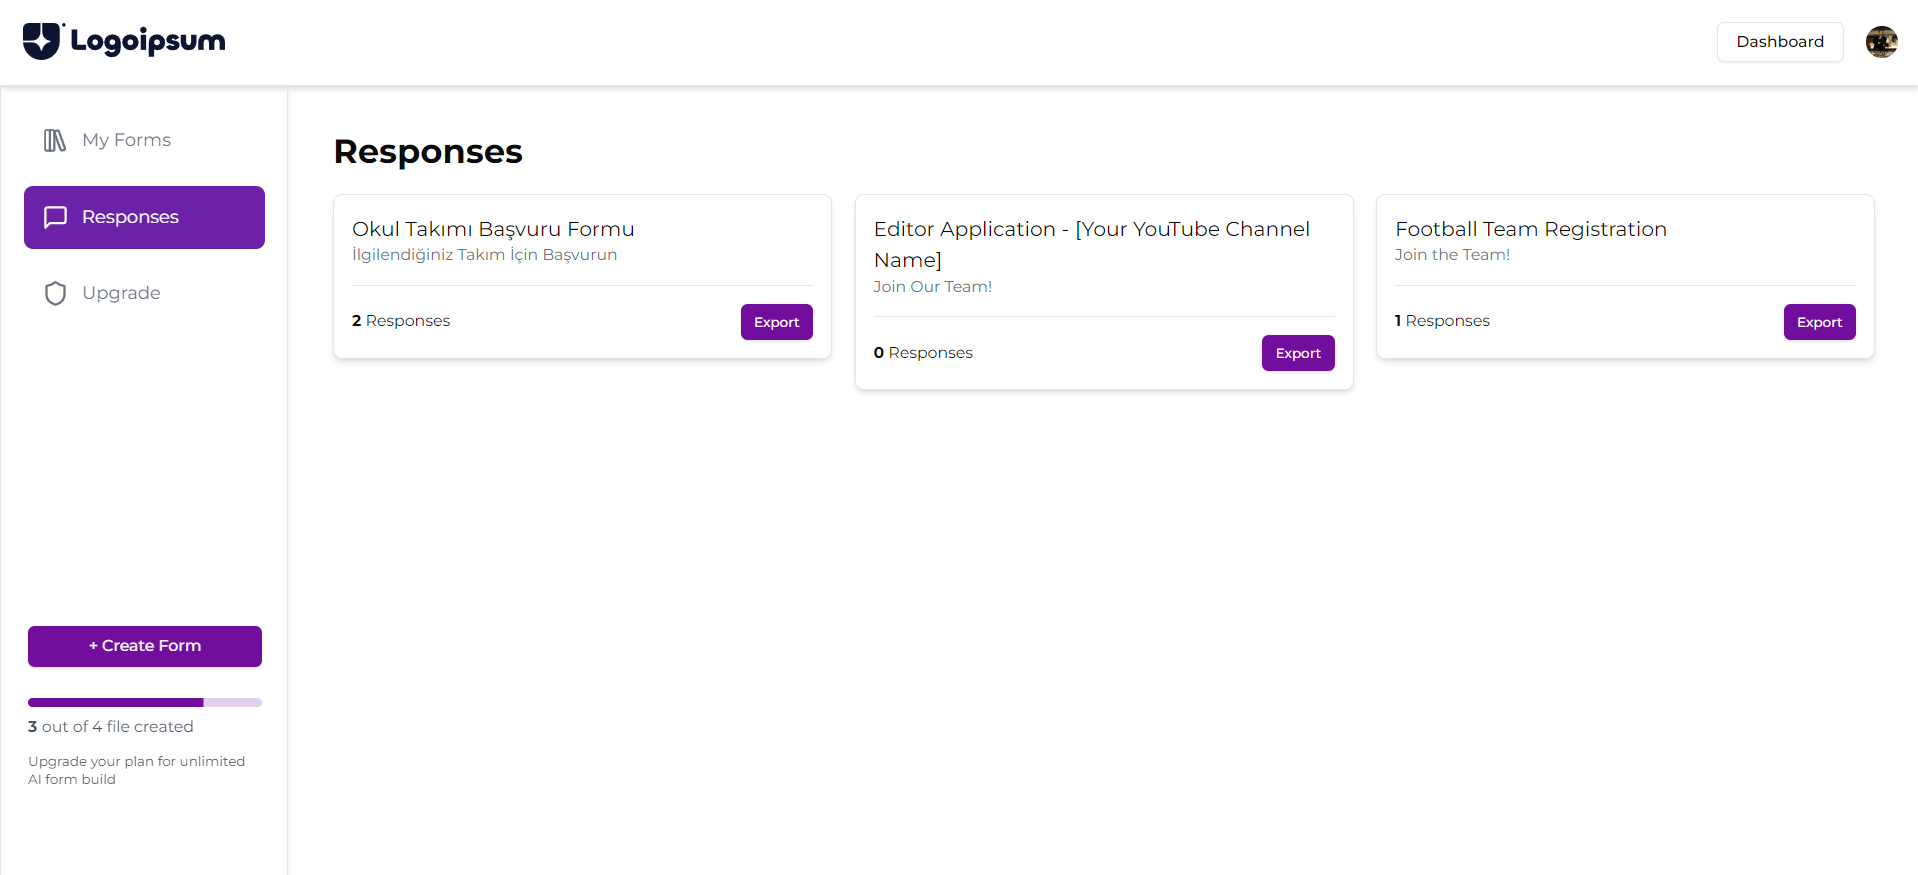 Logoipsum
Dashboard
My Forms
Responses
Upgrade
+ Create Form
3 out of 4 file created
Upgrade your plan for unlimited
AI form build
Responses
Okul Takımı Başvuru Formu
İlgilendiğiniz Takım İçin Başvurun
2 Responses
Export
Editor Application - [Your YouTube Channel
Name]
Join Our Team!
0 Responses
Export
Football Team Registration
Join the Team!
1 Responses
Export